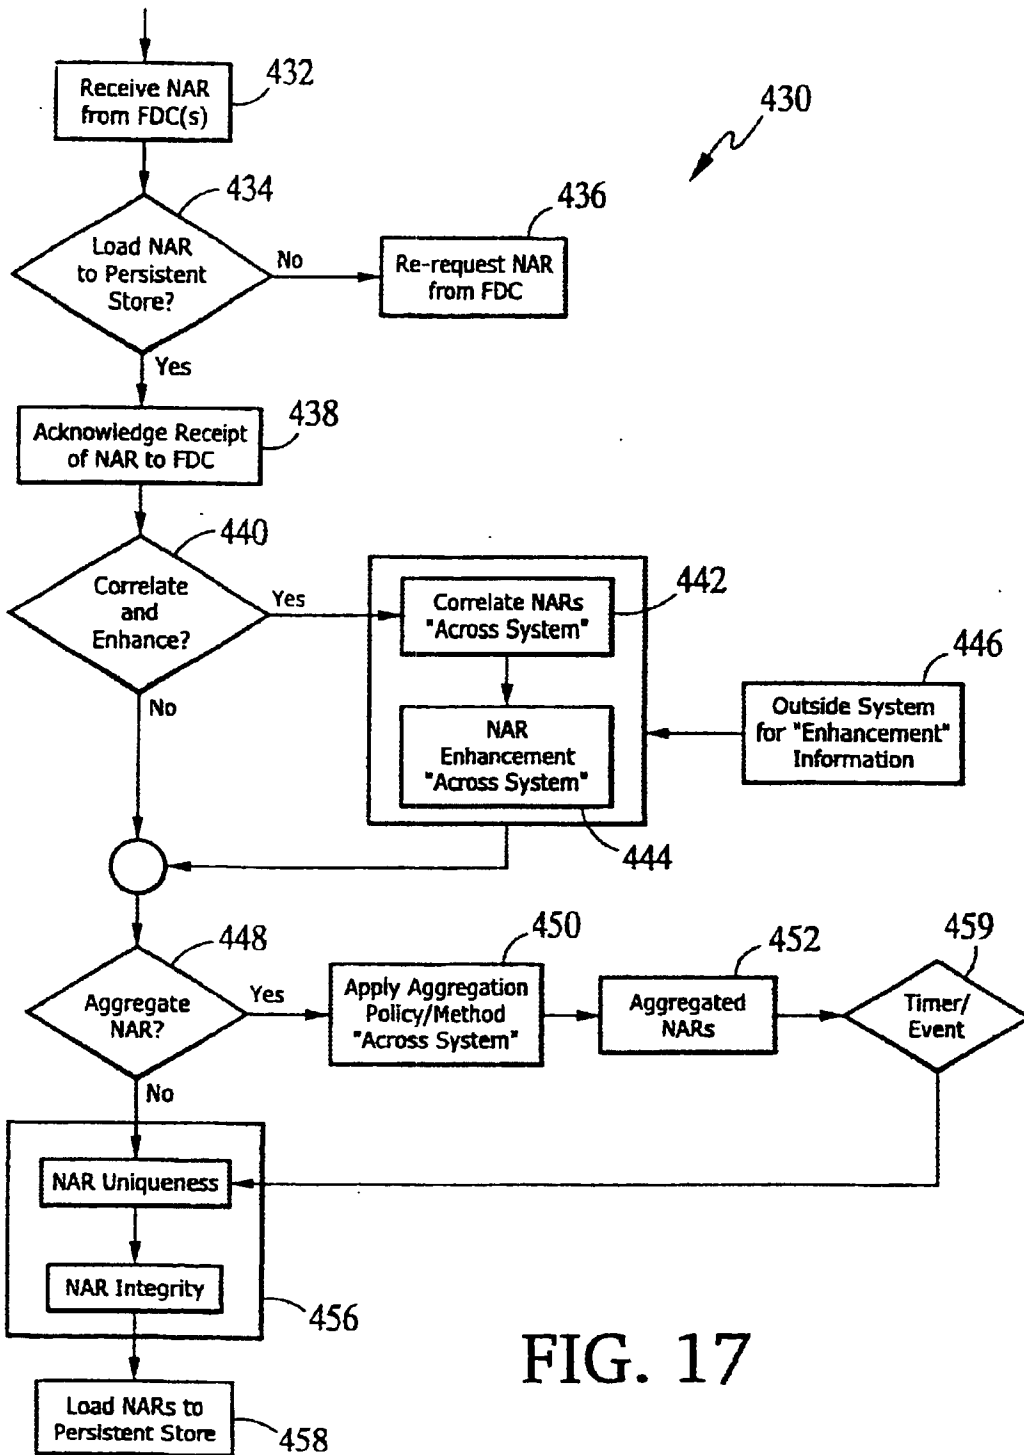 Receive NAR
from FDC(s)
432
430
434
Load NAR
to Persistent
Store?
No
436
Re-request NAR
from FDC
Yes
Acknowledge Receipt
of NAR to FDC
438
440
Correlate
and
Enhance?
Yes
No
Correlate NARs
"Across System"
442
NAR
Enhancement
"Across System"
444
446
Outside System
for "Enhancement"
Information
448
Aggregate
NAR?
Yes
No
450
Apply Aggregation
Policy/Method
"Across System"
452
Aggregated
NARs
459
Timer/
Event
NAR Uniqueness
NAR Integrity
456
Load NARs to
Persistent Store
458
FIG. 17